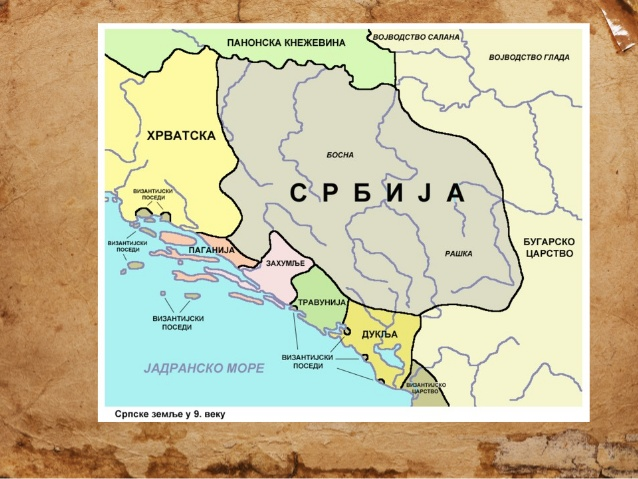 ПАНОНСКА КНЕЖЕВИНА
ВОЈВОДСТВО САЛАНА
ВОЈВОДСТВО ГЛАДА
ХРВАТСКА
БОСНА
СРБИЈА
ВИЗАНТИЈСКИ
ПОСЕДИ
ВИЗАНТИЈСКИ
ПОСЕДИ
ПАГАНИЈА
ЗАХУМЉЕ
РАШКА
БУГАРСКО
ЦАРСТВО
ТРАВУНИЈА
ВИЗАНТИЈСКИ
ПОСЕДИ
ДУКЉА
ВИЗАНТИЈСКИ
ПОСЕДИ
ЈАДРАНСКО МОРЕ
ВИЗАНТИЈСКО
ЦАРСТВО
Српске земље у 9. веку